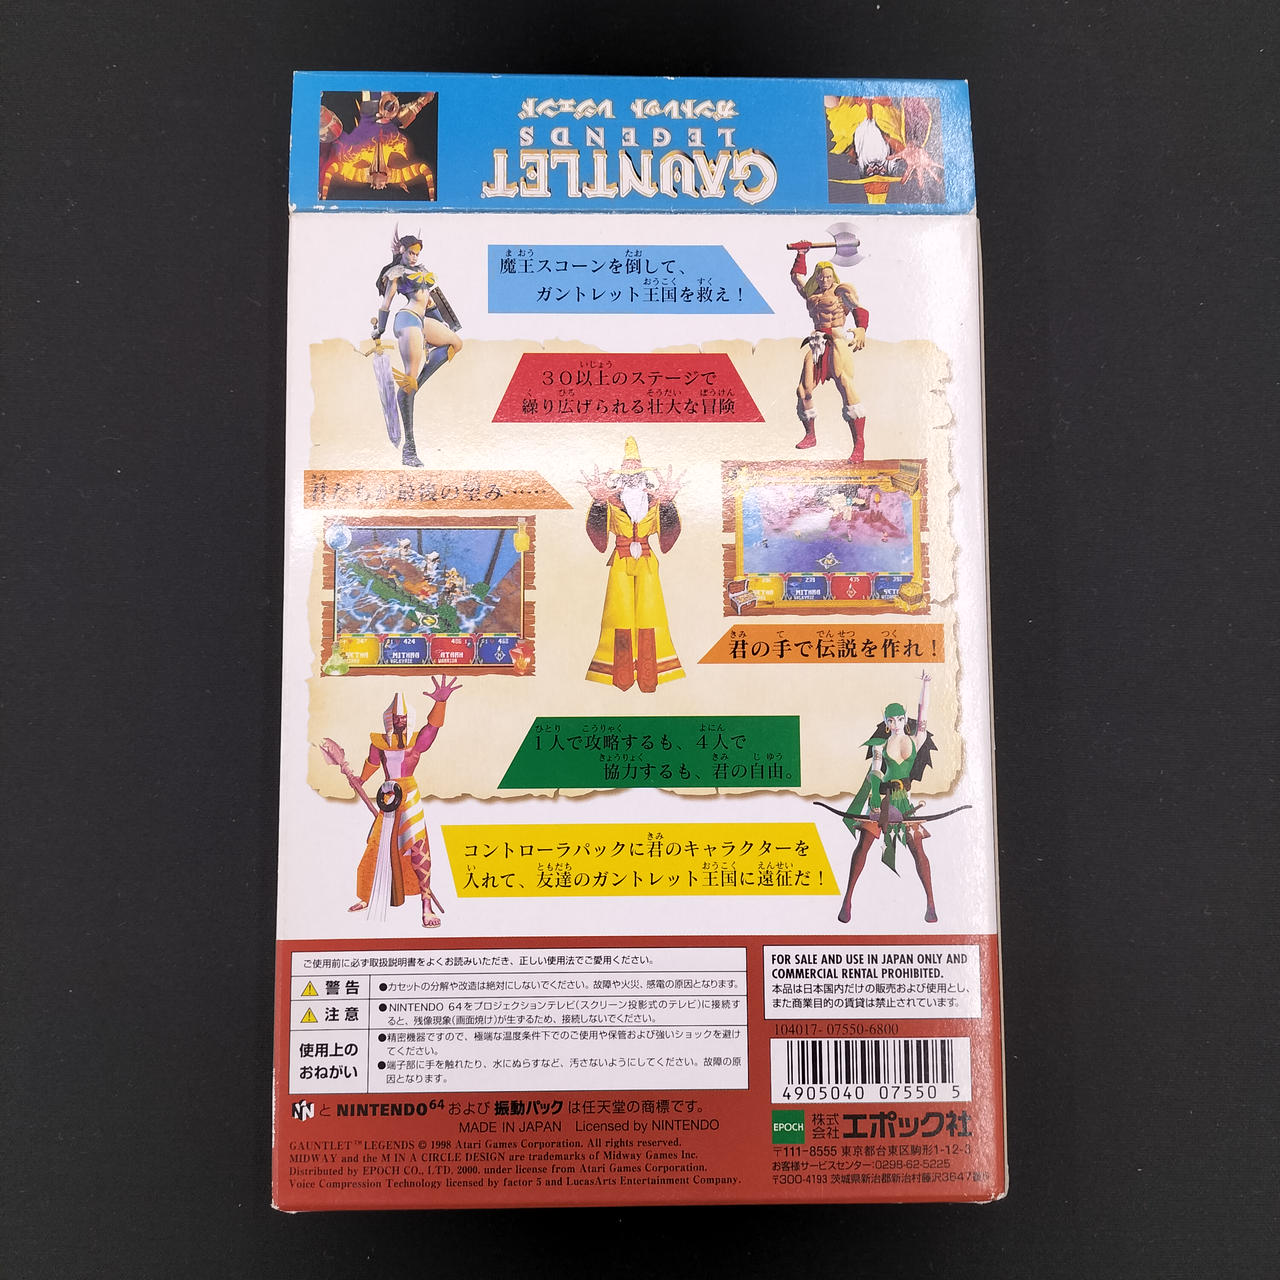 GAUNTLET
LEGENDS
ガントレット レジェンド
魔王スコーンを倒して、
ガントレット王国を救え！
30以上のステージで
繰り広げられる壮大な冒険
君たちが最後の望み……
君の手で伝説を作れ！
1人で攻略するも、4人で
協力するも、君の自由。
コントローラパックに君のキャラクターを
入れて、友達のガントレット王国に遠征だ！
ご使用前に必ず取扱説明書をよくお読みいただき、正しい使用法でご愛用ください。
警告
●カセットの分解や改造は絶対にしないでください。故障や火災、感電の原因となります。
注意
●NINTENDO 64をプロジェクションテレビ(スクリーン投影式のテレビ)に接続す
ると、残像現象(画面焼け)が生ずるため、接続しないでください。
使用上の
おねがい
●精密機器ですので、極端な温度条件下でのご使用や保管および強いショックを避け
てください。
●端子部に手を触れたり、水にぬらすなど、汚さないようにしてください。故障の原
因となります。
FOR SALE AND USE IN JAPAN ONLY AND
COMMERCIAL RENTAL PROHIBITED.
本品は日本国内だけの販売および使用とし、
また商業目的の賃貸は禁止されています。
104017- 07550-6800
4905040 07550 5
と NINTENDO64 および 振動パック は任天堂の商標です。
MADE IN JAPAN Licensed by NINTENDO
GAUNTLET™ LEGENDS © 1998 Atari Games Corporation. All rights reserved.
MIDWAY and the M IN A CIRCLE DESIGN are trademarks of Midway Games Inc.
Distributed by EPOCH CO., LTD. 2000. under license from Atari Games Corporation.
Voice Compression Technology licensed by factor 5 and LucasArts Entertainment Company.
EPOCH
株式会社 エポック社
〒111-8555 東京都台東区駒形1-12-3
お客様サービスセンター:0298-62-5225
〒300-4193 茨城県新治郡新治村藤沢3647